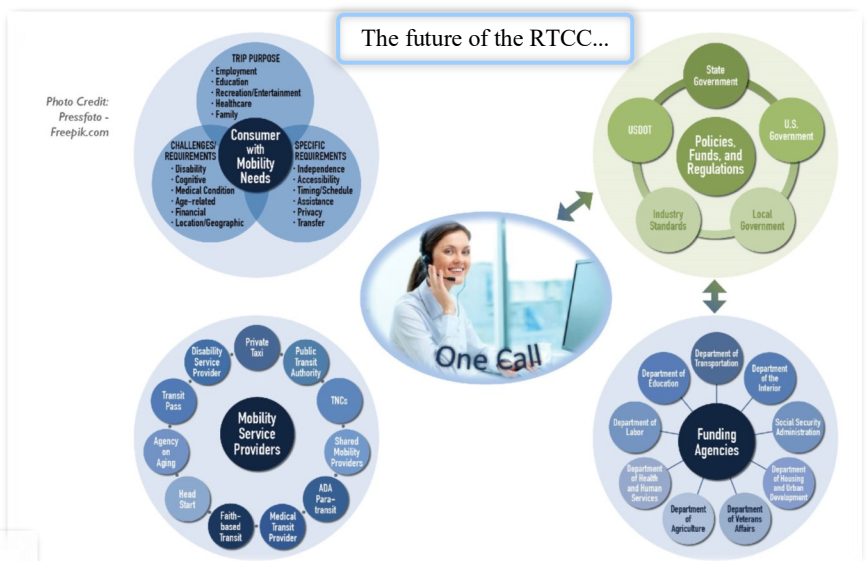 The future of the RTCC...
Photo Credit:
Pressfoto -
Freepik.com
TRIP PURPOSE
· Employment
· Education
· Recreation/Entertainment
· Healthcare
· Family
Consumer
with
Mobility
Needs
CHALLENGES/
REQUIREMENTS
· Disability
· Cognitive
· Medical Condition
· Age-related
· Financial
· Location/Geographic
SPECIFIC
REQUIREMENTS
· Independence
· Accessibility
· Timing/Schedule
· Assistance
· Privacy
· Transfer
State
Government
USDOT
U.S.
Government
Policies,
Funds, and
Regulations
Industry
Standards
Local
Government
One Call
Private
Taxi
Public
Transit
Authority
TNCs
Shared
Mobility
Providers
ADA
Para-
transit
Medical
Transit
Provider
Faith-
based
Transit
Head
Start
Agency
on
Aging
Transit
Pass
Disability
Service
Provider
Mobility
Service
Providers
Department of
Transportation
Department
of the
Interior
Social Security
Administration
Department
of Housing
and Urban
Development
Department
of Veterans
Affairs
Department
of
Agriculture
Department
of Health
and Human
Services
Department of
Labor
Department of
Education
Funding
Agencies